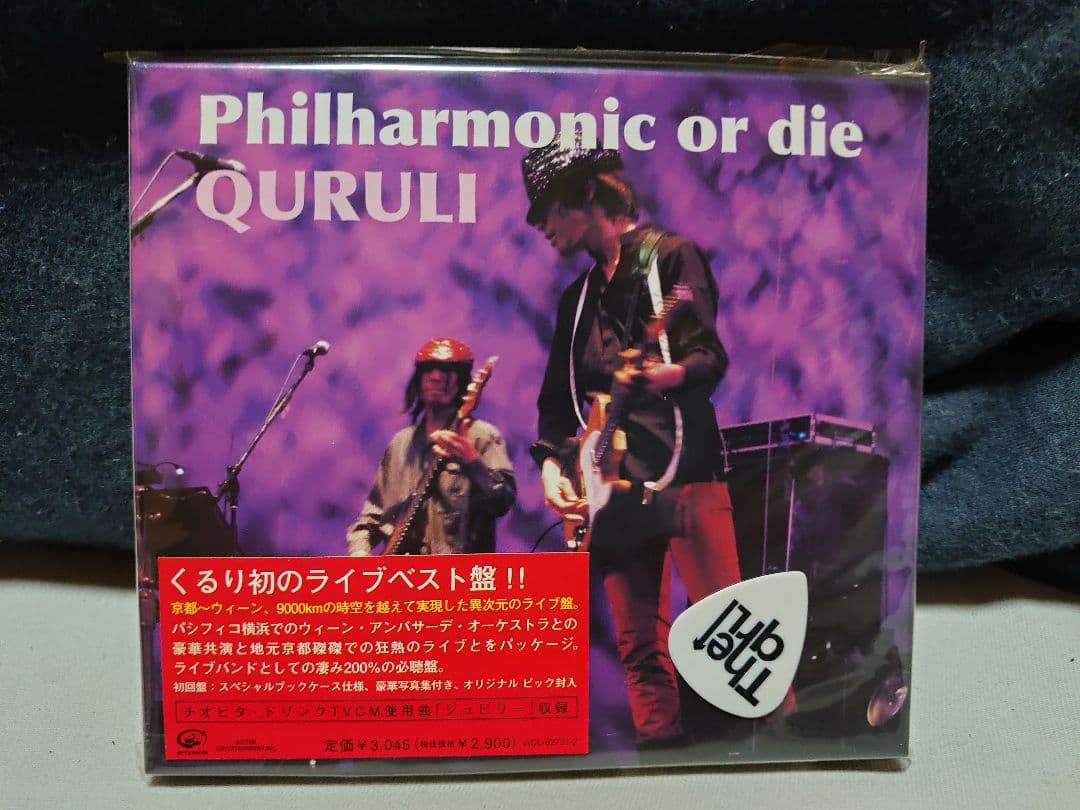 Philharmonic or die
QURULI
くるり初のライブベスト盤!!
京都〜ウィーン、9000kmの時空を越えて実現した異次元のライブ盤。
パシフィコ横浜でのウィーン・アンバサーデ・オーケストラとの
豪華共演と地元京都磔磔での狂熱のライブとをパッケージ。
ライブバンドとしての凄み200%の必聴盤。
初回盤:スペシャルブックケース仕様、豪華写真集付き、オリジナル ピック封入
チオビタ・ドリンクTVCM使用曲「ジュビリー」収録
定価¥3,045(税抜価格¥2,900) VICL-62751-2
The!